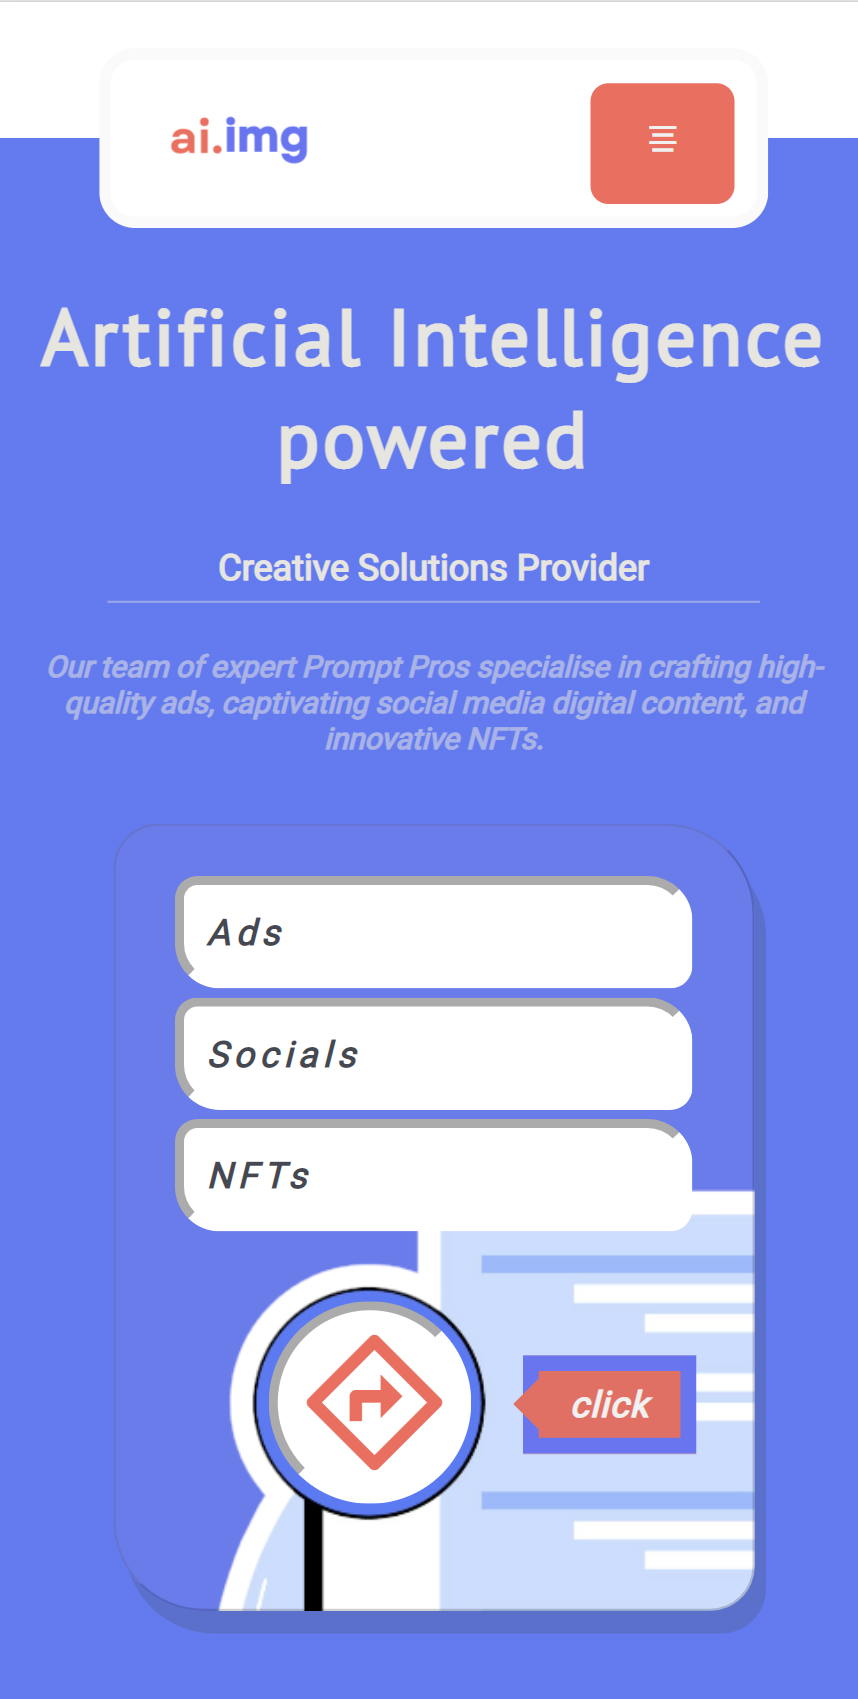 ai.img
Artificial Intelligence
powered
Creative Solutions Provider
Our team of expert Prompt Pros specialise in crafting high-
quality ads, captivating social media digital content, and
innovative NFTs.
Ads
Socials
NFTs
click